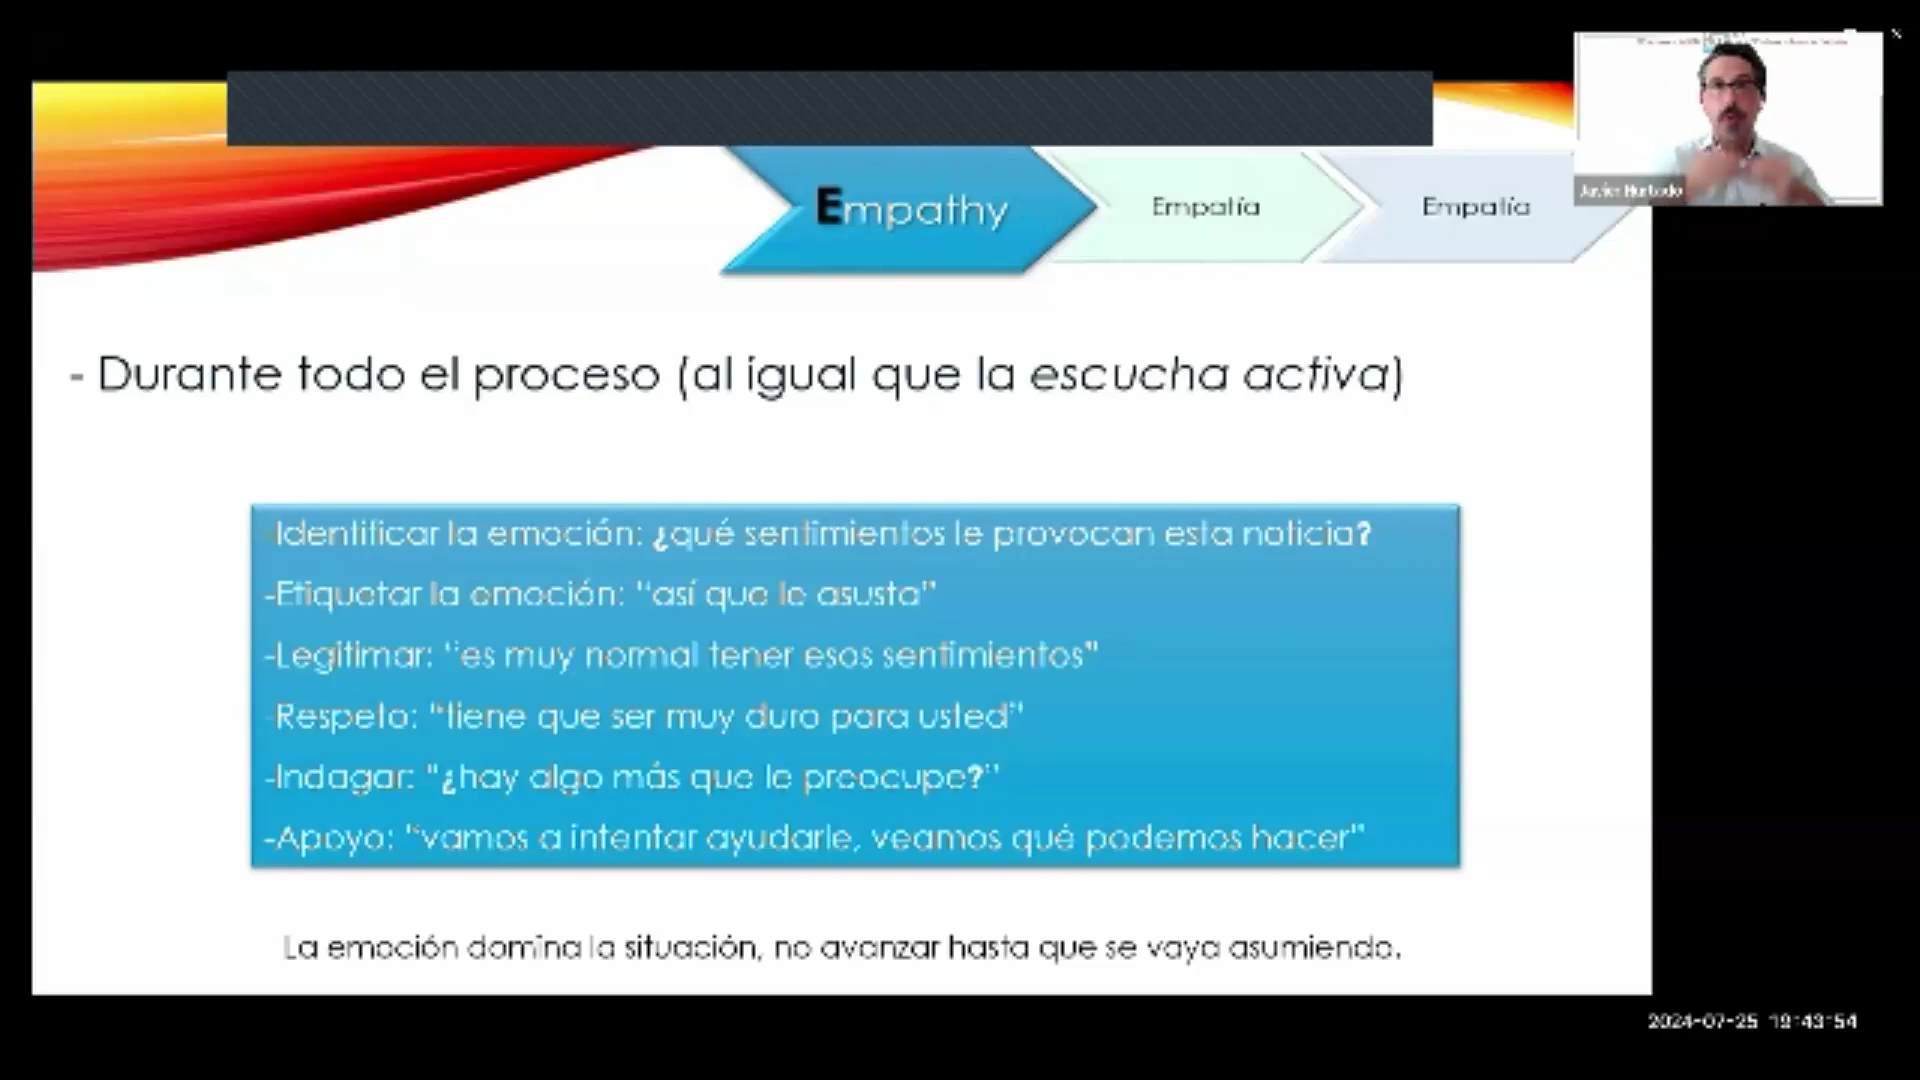 Javier Hurtado
Empathy
Empatía
Empatía
- Durante todo el proceso (al igual que la escucha activa)
-Identificar la emoción: ¿qué sentimientos le provocan esta noticia?
-Etiquetar la emoción: "así que le asusta"
-Legitimar: "es muy normal tener esos sentimientos"
-Respeto: "tiene que ser muy duro para usted"
-Indagar: "¿hay algo más que le preocupe?"
-Apoyo: "vamos a intentar ayudarle, veamos qué podemos hacer"
La emoción domina la situación, no avanzar hasta que se vaya asumiendo.
2024-07-25 19:43:54